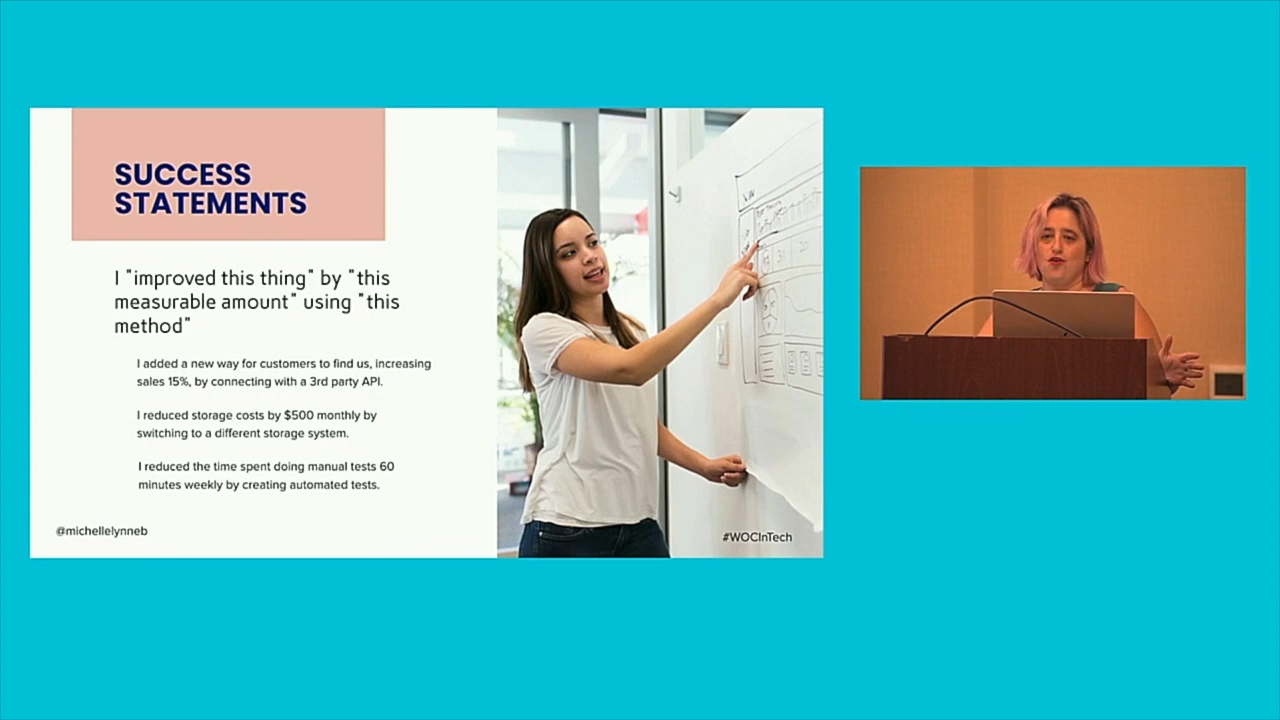 SUCCESS
STATEMENTS
I "improved this thing" by "this
measurable amount" using "this
method"
I added a new way for customers to find us, increasing
sales 15%, by connecting with a 3rd party API.
I reduced storage costs by $500 monthly by
switching to a different storage system.
I reduced the time spent doing manual tests 60
minutes weekly by creating automated tests.
@michellelynneb
#WOCInTech